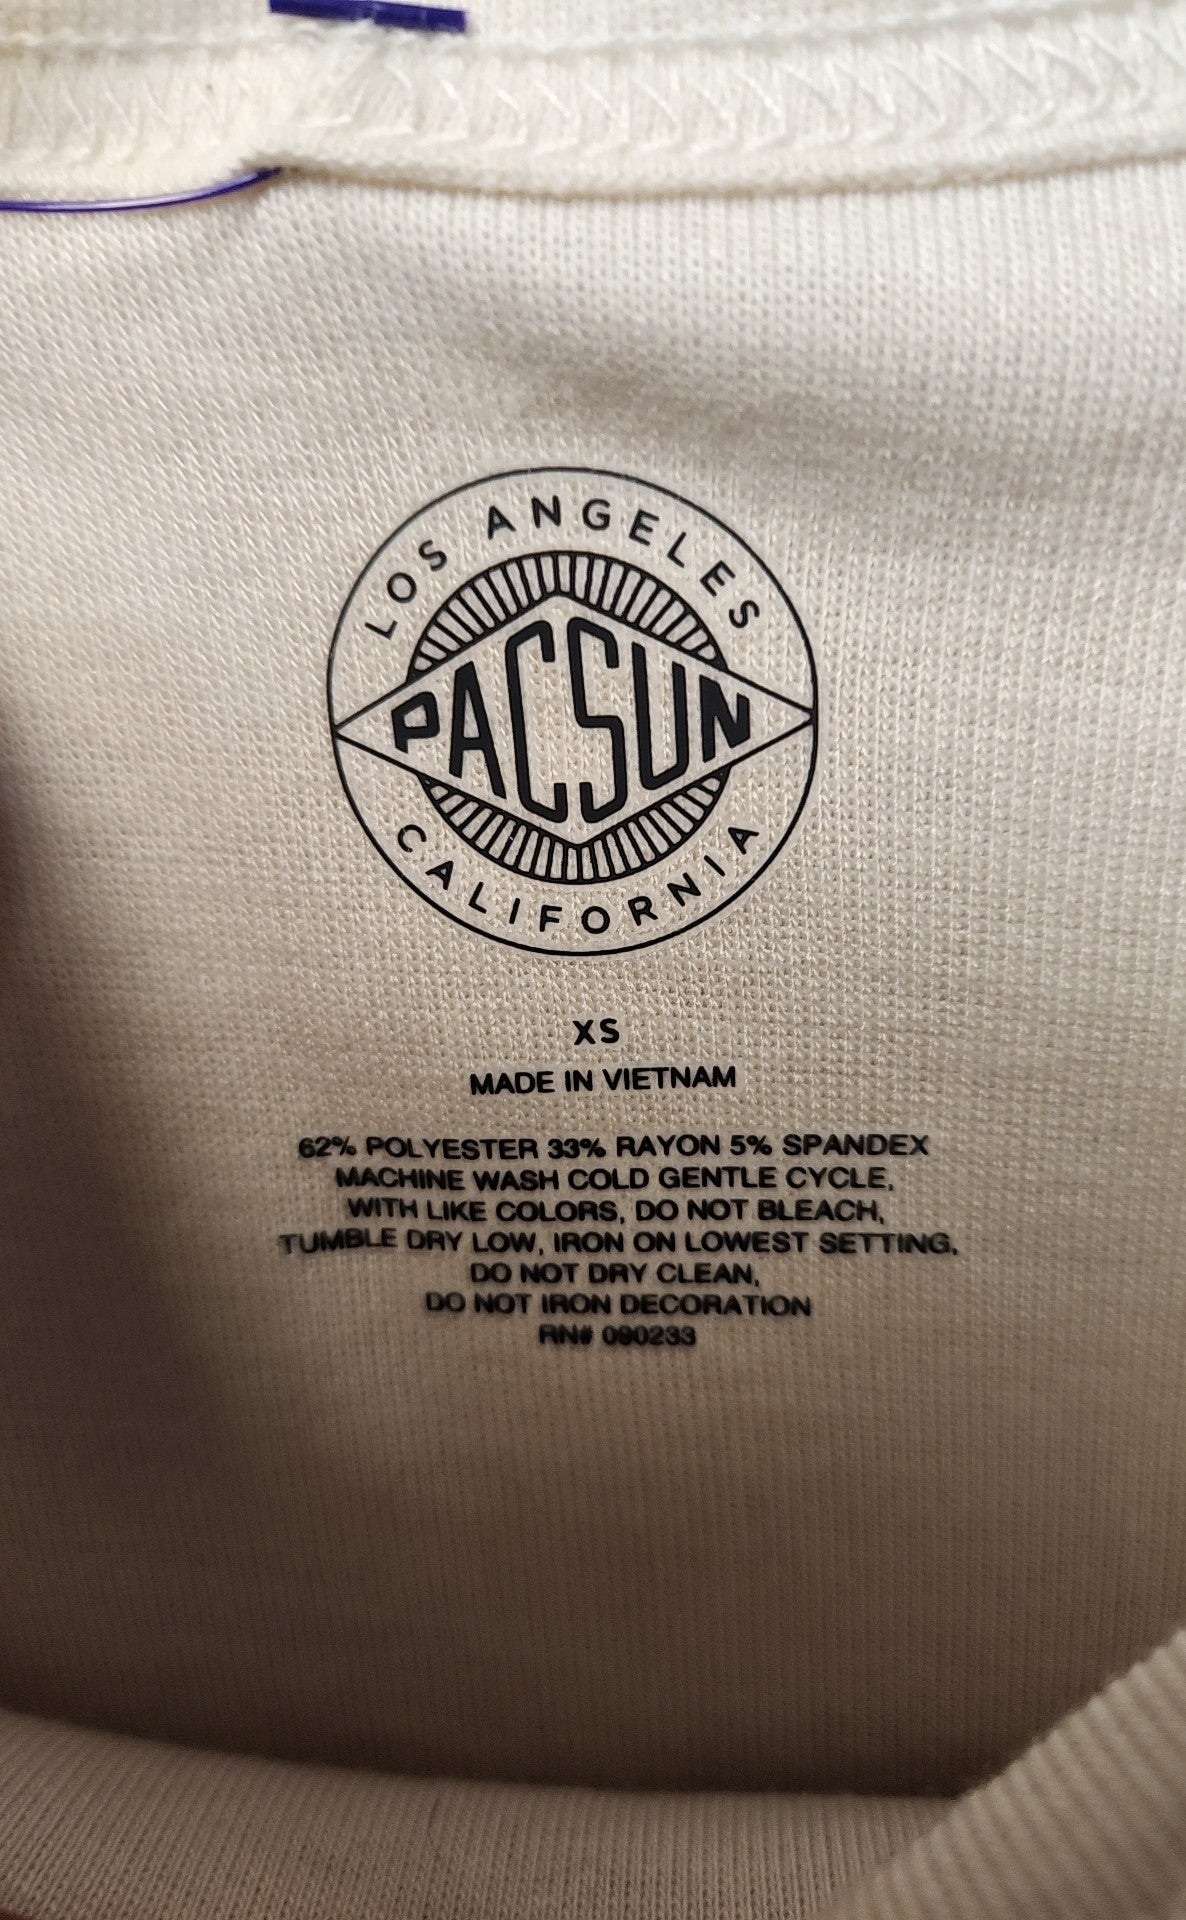 LOS ANGELES
PACSUN
CALIFORNIA
XS
MADE IN VIETNAM
62% POLYESTER 33% RAYON 5% SPANDEX
MACHINE WASH COLD GENTLE CYCLE,
WITH LIKE COLORS, DO NOT BLEACH,
TUMBLE DRY LOW, IRON ON LOWEST SETTING,
DO NOT DRY CLEAN,
DO NOT IRON DECORATION
RN# 090233